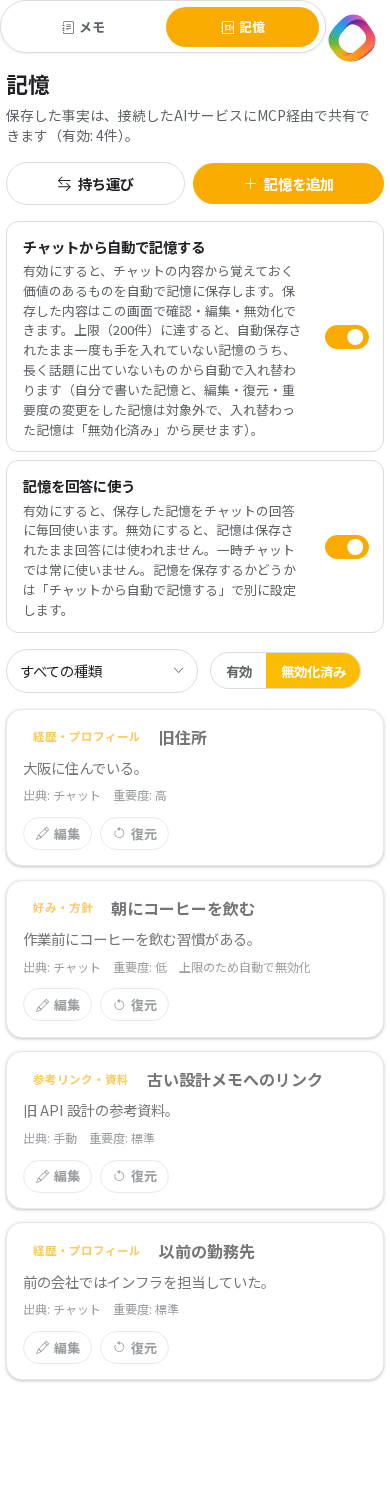 メモ
記憶
記憶
保存した事実は、接続したAIサービスにMCP経由で共有で
きます（有効: 4件）。
持ち運び
記憶を追加
チャットから自動で記憶する
有効にすると、チャットの内容から覚えておく
価値のあるものを自動で記憶に保存します。保
存した内容はこの画面で確認・編集・無効化で
きます。上限（200件）に達すると、自動保存さ
れたまま一度も手を入れていない記憶のうち、
長く話題に出ていないものから自動で入れ替わ
ります（自分で書いた記憶と、編集・復元・重
要度の変更をした記憶は対象外で、入れ替わっ
た記憶は「無効化済み」から戻せます）。
記憶を回答に使う
有効にすると、保存した記憶をチャットの回答
に毎回使います。無効にすると、記憶は保存さ
れたまま回答には使われません。一時チャット
では常に使いません。記憶を保存するかどうか
は「チャットから自動で記憶する」で別に設定
します。
すべての種類
有効
無効化済み
経歴・プロフィール 旧住所
大阪に住んでいる。
出典: チャット 重要度: 高
編集
復元
好み・方針 朝にコーヒーを飲む
作業前にコーヒーを飲む習慣がある。
出典: チャット 重要度: 低 上限のため自動で無効化
編集
復元
参考リンク・資料 古い設計メモへのリンク
旧 API 設計の参考資料。
出典: 手動 重要度: 標準
編集
復元
経歴・プロフィール 以前の勤務先
前の会社ではインフラを担当していた。
出典: チャット 重要度: 標準
編集
復元